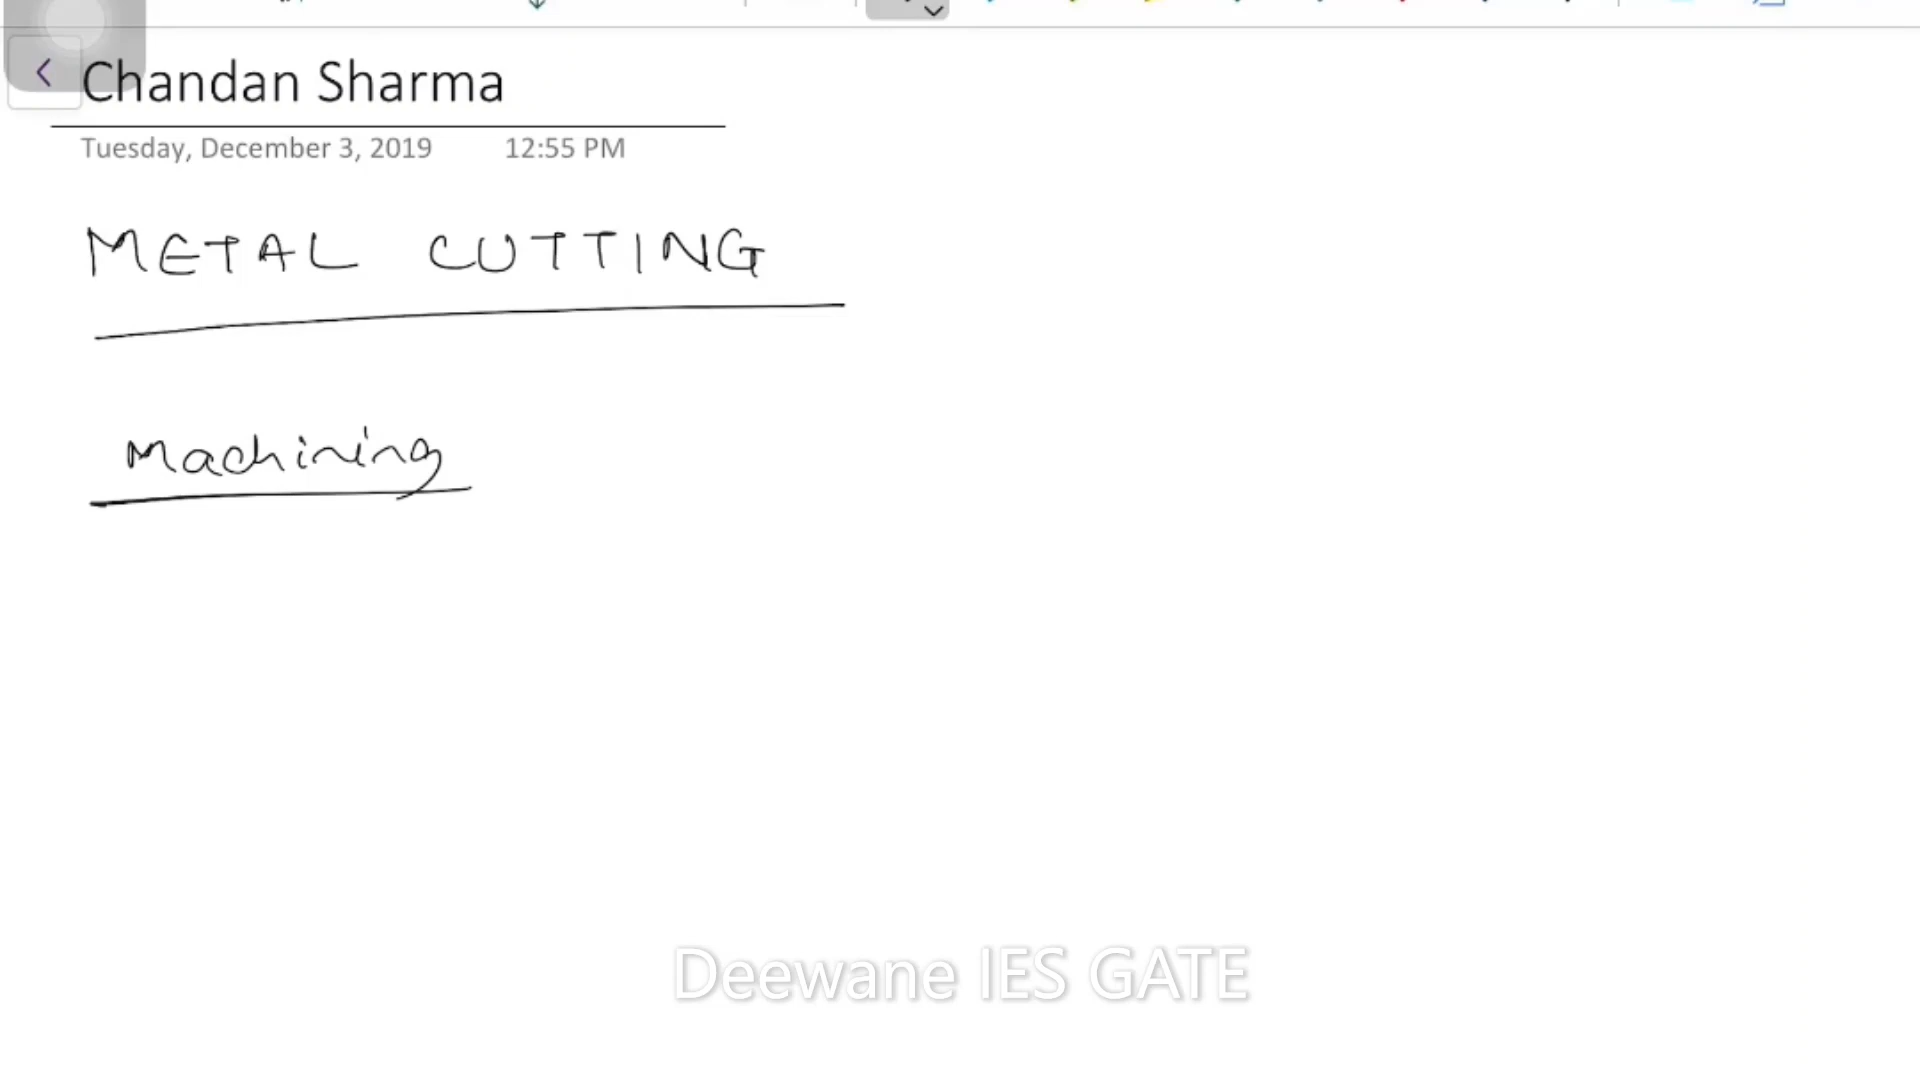 Chandan Sharma
Tuesday, December 3, 2019 12:55 PM
METAL CUTTING
Machining
Deewane IES GATE